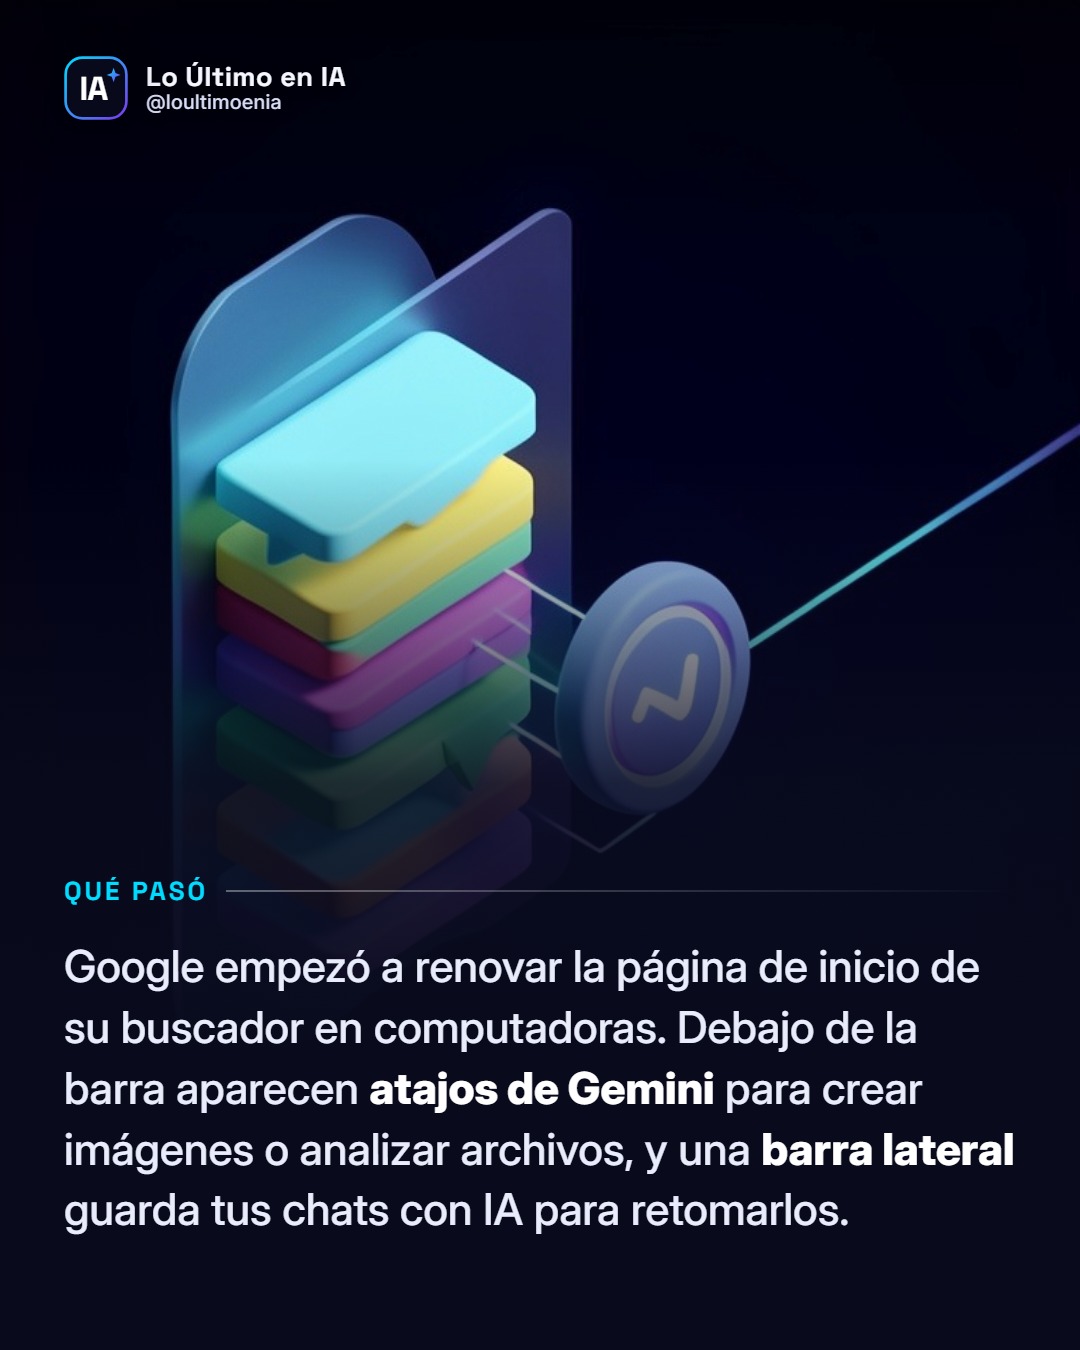 IA
Lo Último en IA
@loultimoenia
QUÉ PASÓ
Google empezó a renovar la página de inicio de
su buscador en computadoras. Debajo de la
barra aparecen atajos de Gemini para crear
imágenes o analizar archivos, y una barra lateral
guarda tus chats con IA para retomarlos.